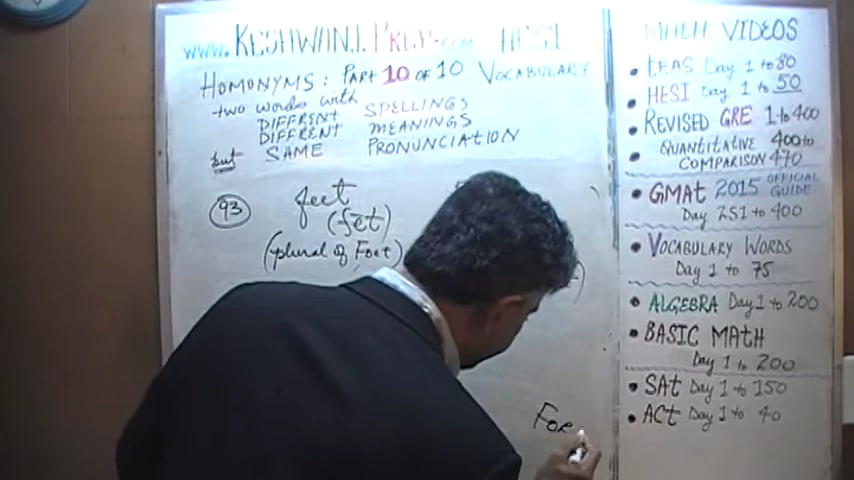 www.KESHWANI PREP.com HESI
HOMONYMS: PART 10 OF 10 VOCABULARY
two words with
DIFFRENT SPELLINGS
DIFFRENT MEANINGS
but SAME PRONUNCIATION
93 feet
(fēt)
(plural of Foot)
For
MATH VIDEOS
TEAS Day 1 to 80
HESI Day 1 to 50
REVISED GRE 1 to 400
QUANTITATIVE 400 to
COMPARISON 470
GMAT 2015 OFFICIAL GUIDE
Day 251 to 400
VOCABULARY WORDS
Day 1 to 75
ALGEBRA Day 1 to 200
BASIC MATH
Day 1 to 200
SAT Day 1 to 150
ACT Day 1 to 40